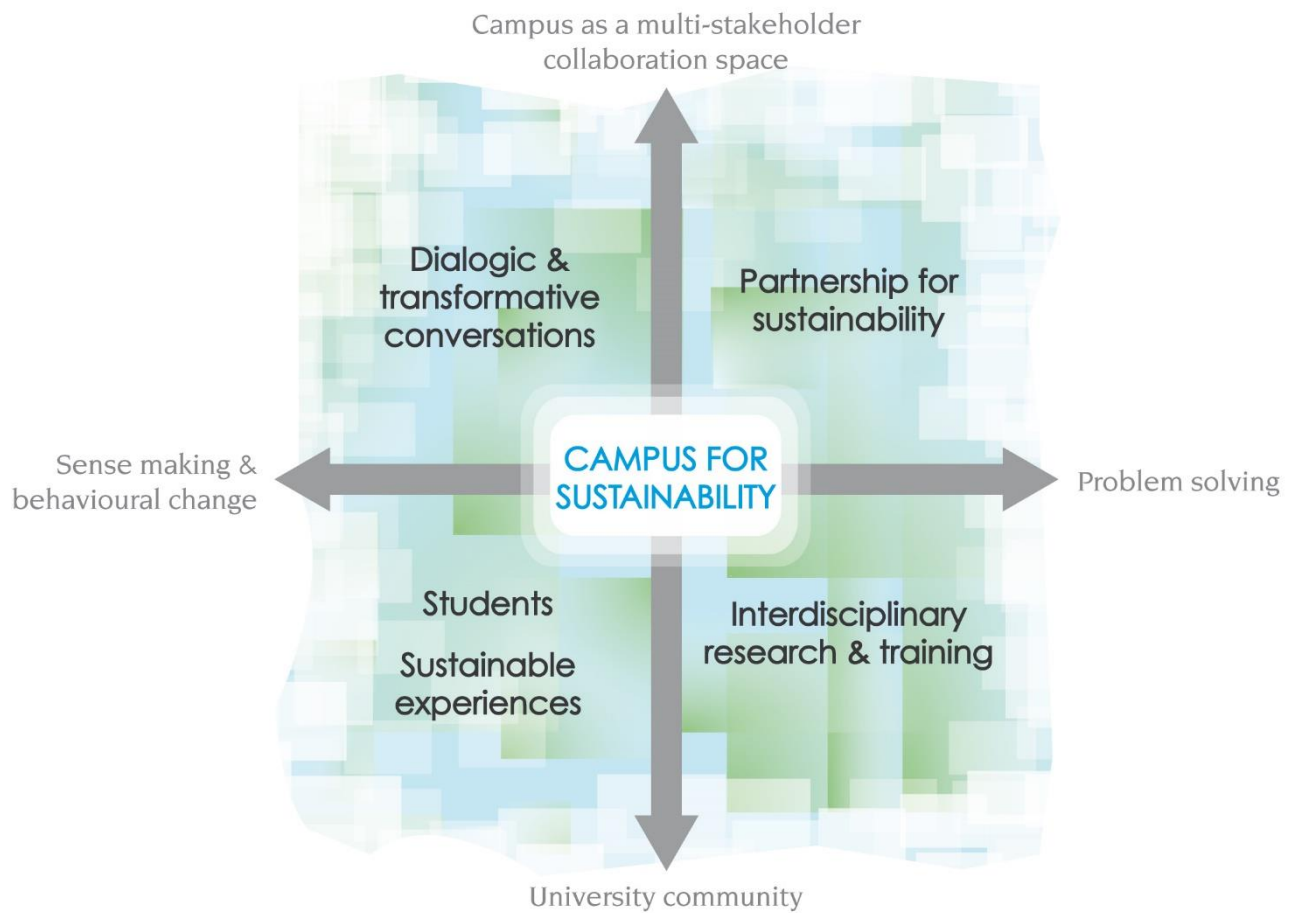 Campus as a multi-stakeholder
collaboration space
Dialogic &
transformative
conversations
Partnership for
sustainability
Sense making &
behavioural change
CAMPUS FOR
SUSTAINABILITY
Problem solving
Students
Sustainable
experiences
Interdisciplinary
research & training
University community